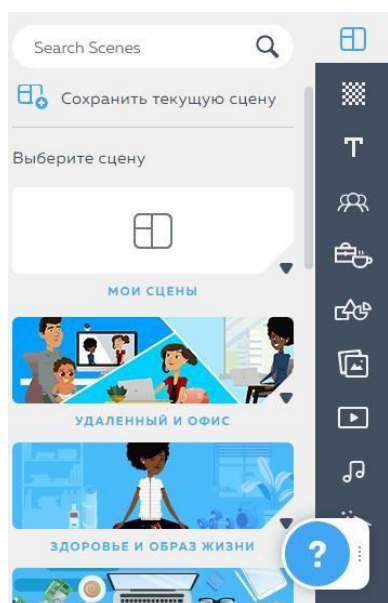 Search Scenes
Сохранить текущую сцену
Выберите сцену
МОИ СЦЕНЫ
УДАЛЕННЫЙ И ОФИС
ЗДОРОВЬЕ И ОБРАЗ ЖИЗНИ
?